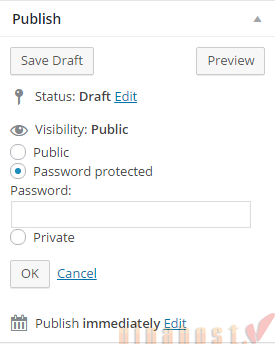 Publish
Save Draft
Preview
Status: Draft Edit
Visibility: Public
Public
Password protected
Password:
Private
OK
Cancel
Publish immediately Edit